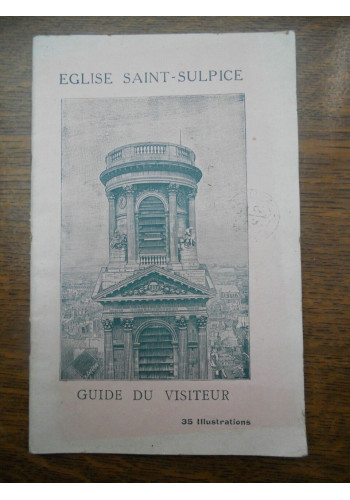 EGLISE SAINT-SULPICE
GUIDE DU VISITEUR
35 Illustrations